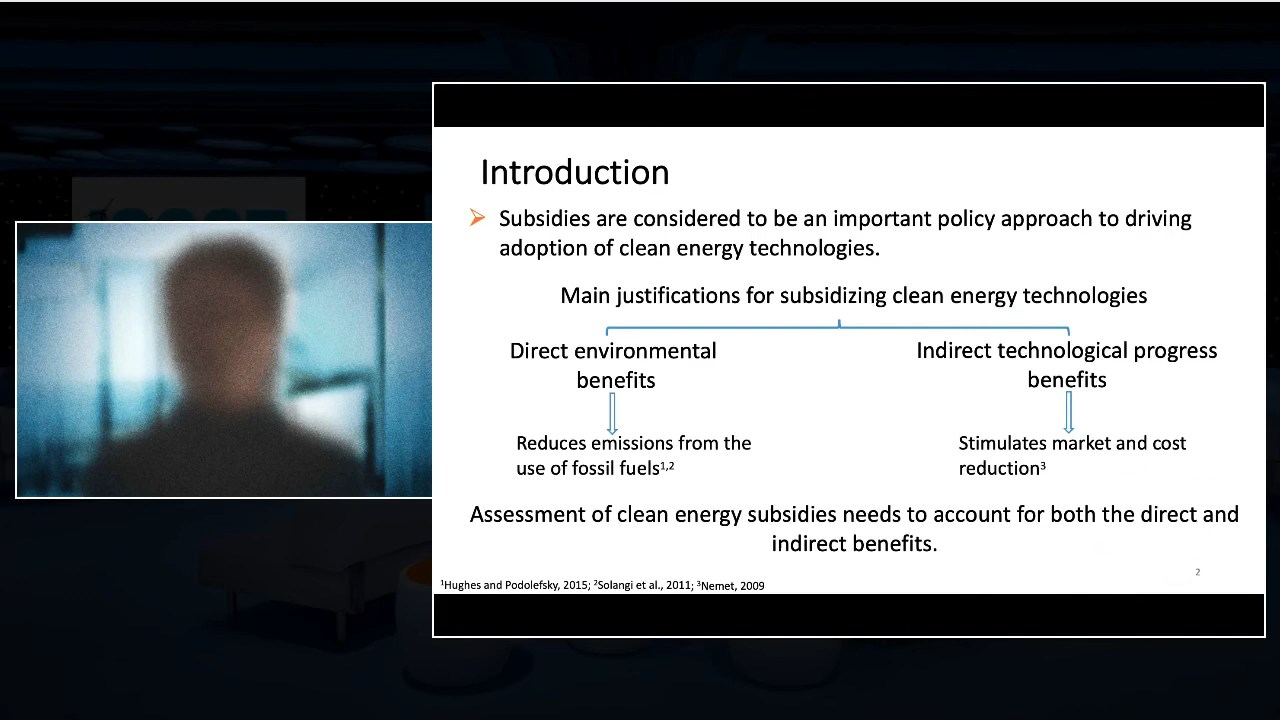 Introduction
➢ Subsidies are considered to be an important policy approach to driving
adoption of clean energy technologies.
Main justifications for subsidizing clean energy technologies
Direct environmental
benefits
Reduces emissions from the
use of fossil fuels¹,²
Indirect technological progress
benefits
Stimulates market and cost
reduction³
Assessment of clean energy subsidies needs to account for both the direct and
indirect benefits.
2
¹Hughes and Podolefsky, 2015; ²Solangi et al., 2011; ³Nemet, 2009